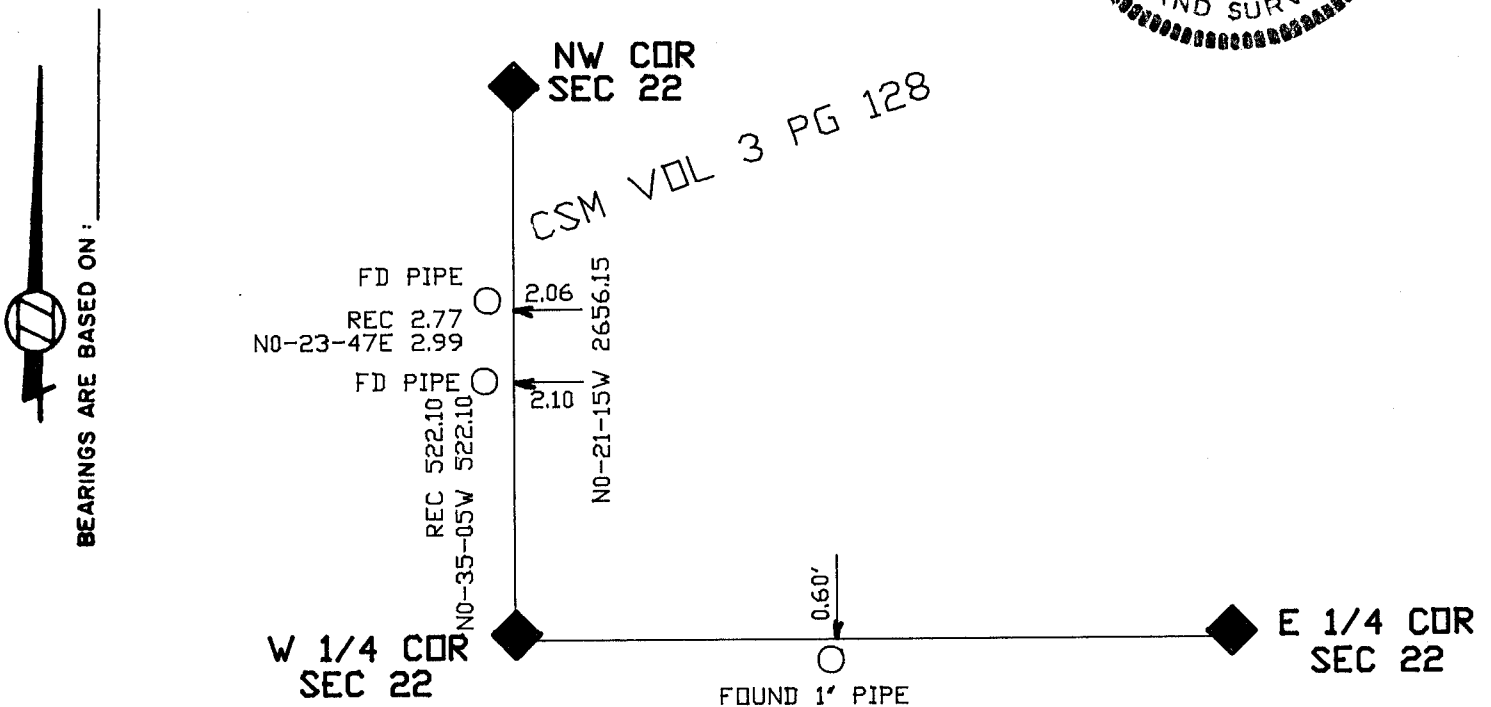 ND SURV
NW COR
SEC 22
CSM VOL 3 PG 128
BEARINGS ARE BASED ON:
FD PIPE
2.06
REC 2.77
N0-23-47E 2.99
FD PIPE
2.10
N0-21-15W 2656.15
REC 522.10
N0-35-05W 522.10
0.60'
W 1/4 COR
SEC 22
E 1/4 COR
SEC 22
FOUND 1" PIPE